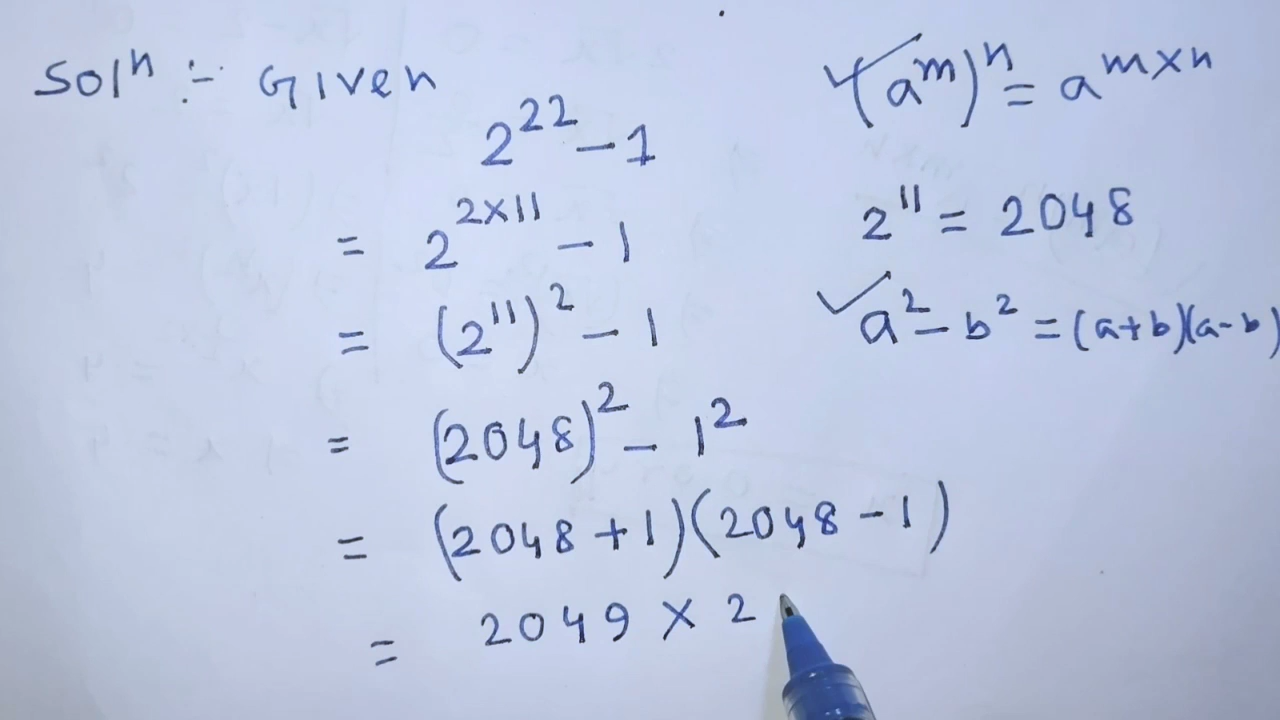 Solⁿ :- Given
2²² - 1
= 2²ˣ¹¹ - 1
= (2¹¹)² - 1
= (2048)² - 1²
= (2048 + 1)(2048 - 1)
= 2049 × 2
✓(aᵐ)ⁿ = aᵐˣⁿ
2¹¹ = 2048
✓a² - b² = (a+b)(a-b)